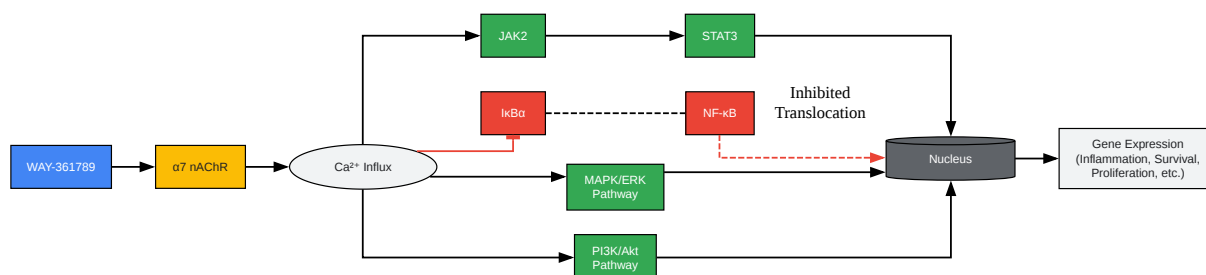 JAK2
STAT3
IκBα
NF-κB
Inhibited
Translocation
WAY-361789
α7 nAChR
Ca²⁺ Influx
MAPK/ERK
Pathway
Nucleus
Gene Expression
(Inflammation, Survival,
Proliferation, etc.)
PI3K/Akt
Pathway